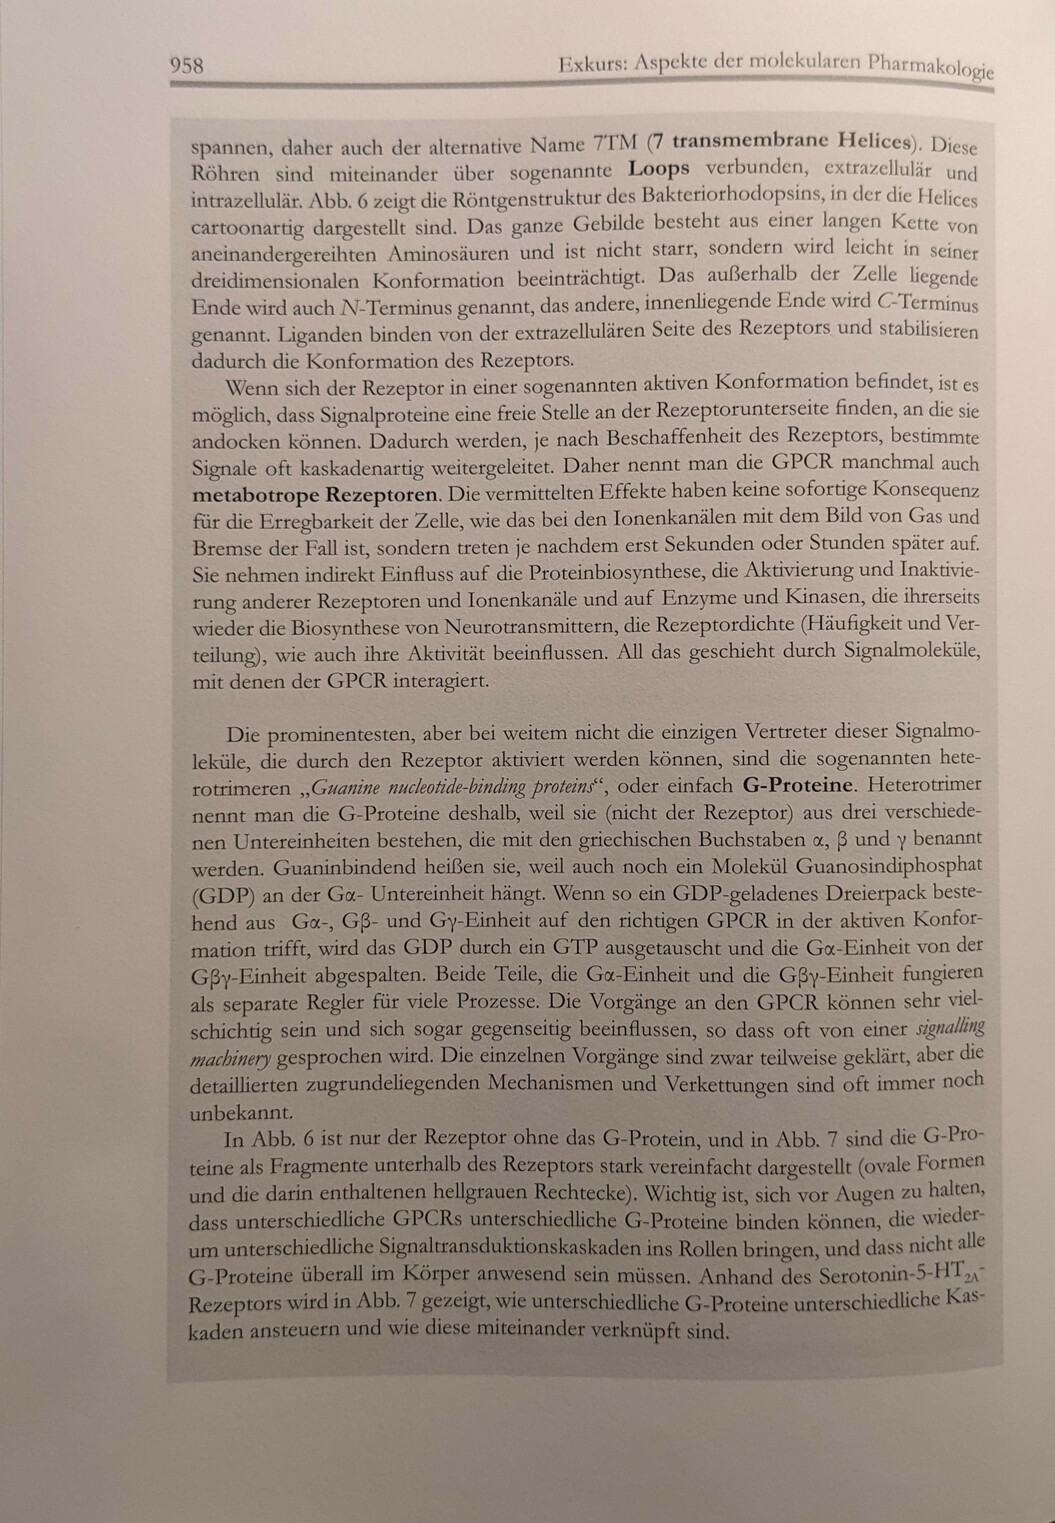 958
Exkurs: Aspekte der molekularen Pharmakologie
spannen, daher auch der alternative Name 7TM (7 transmembrane Helices). Diese
Röhren sind miteinander über sogenannte Loops verbunden, extrazellulär und
intrazellulär. Abb. 6 zeigt die Röntgenstruktur des Bakteriorhodopsins, in der die Helices
cartoonartig dargestellt sind. Das ganze Gebilde besteht aus einer langen Kette von
aneinandergereihten Aminosäuren und ist nicht starr, sondern wird leicht in seiner
dreidimensionalen Konformation beeinträchtigt. Das außerhalb der Zelle liegende
Ende wird auch N-Terminus genannt, das andere, innenliegende Ende wird C-Terminus
genannt. Liganden binden von der extrazellulären Seite des Rezeptors und stabilisieren
dadurch die Konformation des Rezeptors.
Wenn sich der Rezeptor in einer sogenannten aktiven Konformation befindet, ist es
möglich, dass Signalproteine eine freie Stelle an der Rezeptorunterseite finden, an die sie
andocken können. Dadurch werden, je nach Beschaffenheit des Rezeptors, bestimmte
Signale oft kaskadenartig weitergeleitet. Daher nennt man die GPCR manchmal auch
metabotrope Rezeptoren. Die vermittelten Effekte haben keine sofortige Konsequenz
für die Erregbarkeit der Zelle, wie das bei den Ionenkanälen mit dem Bild von Gas und
Bremse der Fall ist, sondern treten je nachdem erst Sekunden oder Stunden später auf.
Sie nehmen indirekt Einfluss auf die Proteinbiosynthese, die Aktivierung und Inaktivie-
rung anderer Rezeptoren und Ionenkanäle und auf Enzyme und Kinasen, die ihrerseits
wieder die Biosynthese von Neurotransmittern, die Rezeptordichte (Häufigkeit und Ver-
teilung), wie auch ihre Aktivität beeinflussen. All das geschieht durch Signalmoleküle,
mit denen der GPCR interagiert.
Die prominentesten, aber bei weitem nicht die einzigen Vertreter dieser Signalmo-
leküle, die durch den Rezeptor aktiviert werden können, sind die sogenannten hete-
rotrimeren „Guanine nucleotide-binding proteins“, oder einfach G-Proteine. Heterotrimer
nennt man die G-Proteine deshalb, weil sie (nicht der Rezeptor) aus drei verschiede-
nen Untereinheiten bestehen, die mit den griechischen Buchstaben α, β und γ benannt
werden. Guaninbindend heißen sie, weil auch noch ein Molekül Guanosindiphosphat
(GDP) an der Gα- Untereinheit hängt. Wenn so ein GDP-geladenes Dreierpack beste-
hend aus Gα-, Gβ- und Gγ-Einheit auf den richtigen GPCR in der aktiven Konfor-
mation trifft, wird das GDP durch ein GTP ausgetauscht und die Gα-Einheit von der
Gβγ-Einheit abgespalten. Beide Teile, die Gα-Einheit und die Gβγ-Einheit fungieren
als separate Regler für viele Prozesse. Die Vorgänge an den GPCR können sehr viel-
schichtig sein und sich sogar gegenseitig beeinflussen, so dass oft von einer signalling
machinery gesprochen wird. Die einzelnen Vorgänge sind zwar teilweise geklärt, aber die
detaillierten zugrundeliegenden Mechanismen und Verkettungen sind oft immer noch
unbekannt.
In Abb. 6 ist nur der Rezeptor ohne das G-Protein, und in Abb. 7 sind die G-Pro-
teine als Fragmente unterhalb des Rezeptors stark vereinfacht dargestellt (ovale Formen
und die darin enthaltenen hellgrauen Rechtecke). Wichtig ist, sich vor Augen zu halten,
dass unterschiedliche GPCRs unterschiedliche G-Proteine binden können, die wieder-
um unterschiedliche Signaltransduktionskaskaden ins Rollen bringen, und dass nicht alle
G-Proteine überall im Körper anwesend sein müssen. Anhand des Serotonin-5-HT2A-
Rezeptors wird in Abb. 7 gezeigt, wie unterschiedliche G-Proteine unterschiedliche Kas-
kaden ansteuern und wie diese miteinander verknüpft sind.